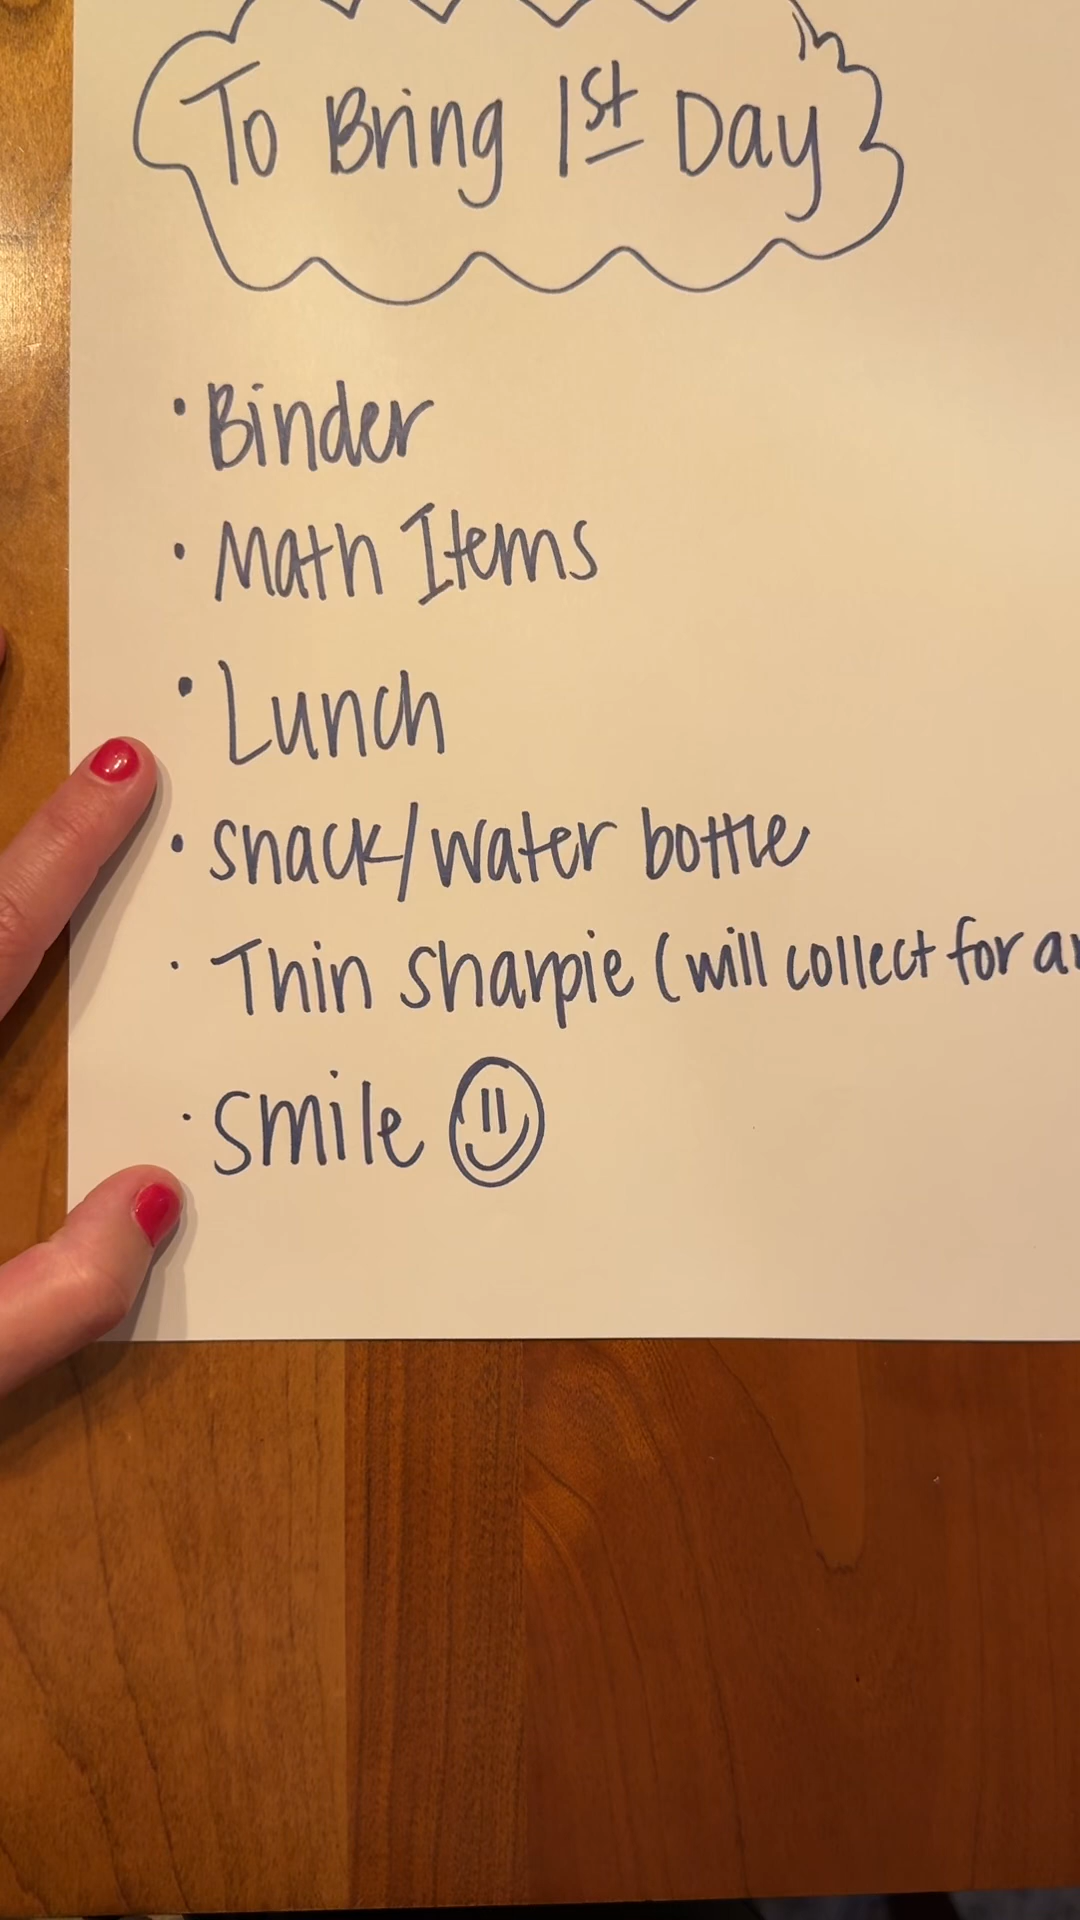 To Bring 1st Day
• Binder
• Math Items
• Lunch
• snack/water bottle
• Thin sharpie (will collect for
• smile